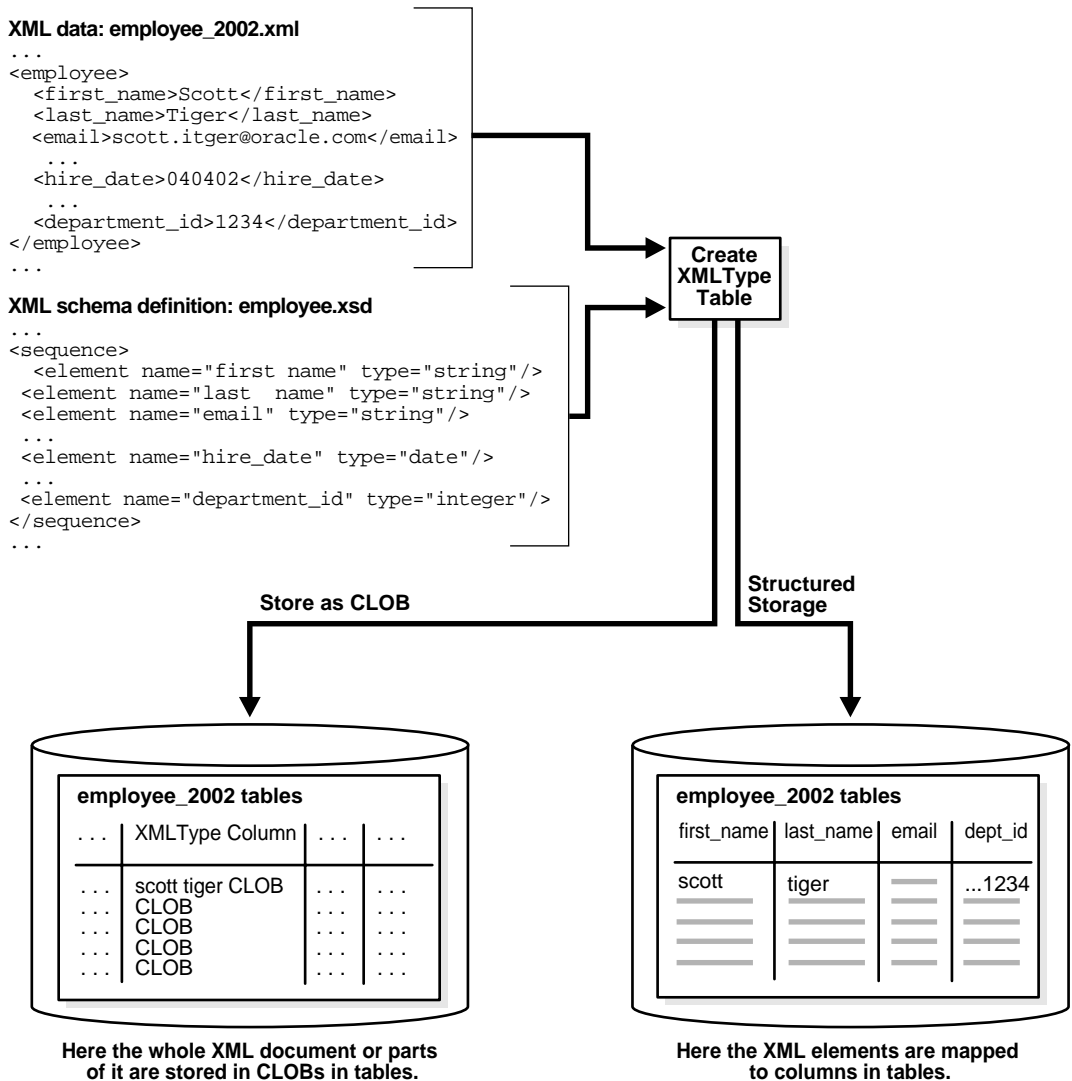 XML data: employee_2002.xml
...
<employee>
<first_name>Scott</first_name>
<last_name>Tiger</last_name>
<email>scott.itger@oracle.com</email>
...
<hire_date>040402</hire_date>
...
<department_id>1234</department_id>
</employee>
...
XML schema definition: employee.xsd
...
<sequence>
<element name="first name" type="string"/>
<element name="last  name" type="string"/>
<element name="email" type="string"/>
...
<element name="hire_date" type="date"/>
...
<element name="department_id" type="integer"/>
</sequence>
...
Create
XMLType
Table
Store as CLOB
Structured
Storage
employee_2002 tables
... XMLType Column ... ...
... scott tiger CLOB ... ...
... CLOB ... ...
... CLOB ... ...
... CLOB ... ...
... CLOB ... ...
Here the whole XML document or parts
of it are stored in CLOBs in tables.
employee_2002 tables
first_name last_name email dept_id
scott tiger ...1234
Here the XML elements are mapped
to columns in tables.